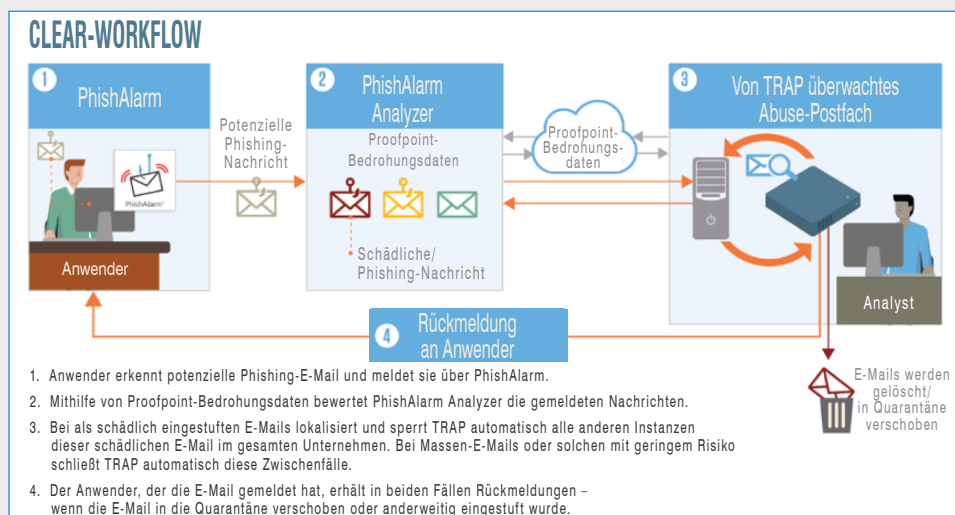 CLEAR-WORKFLOW
1
PhishAlarm
PhishAlarm®
Anwender
Potenzielle
Phishing-
Nachricht
2
PhishAlarm
Analyzer
Proofpoint-
Bedrohungsdaten
Schädliche/
Phishing-Nachricht
Proofpoint-
Bedrohungs-
daten
3
Von TRAP überwachtes
Abuse-Postfach
Analyst
4
Rückmeldung
an Anwender
E-Mails werden
gelöscht/
in Quarantäne
verschoben
1. Anwender erkennt potenzielle Phishing-E-Mail und meldet sie über PhishAlarm.
2. Mithilfe von Proofpoint-Bedrohungsdaten bewertet PhishAlarm Analyzer die gemeldeten Nachrichten.
3. Bei als schädlich eingestuften E-Mails lokalisiert und sperrt TRAP automatisch alle anderen Instanzen
dieser schädlichen E-Mail im gesamten Unternehmen. Bei Massen-E-Mails oder solchen mit geringem Risiko
schließt TRAP automatisch diese Zwischenfälle.
4. Der Anwender, der die E-Mail gemeldet hat, erhält in beiden Fällen Rückmeldungen –
wenn die E-Mail in die Quarantäne verschoben oder anderweitig eingestuft wurde.